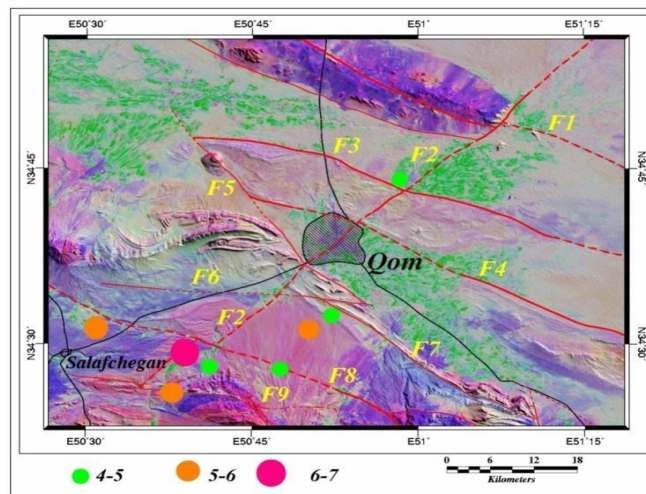 E50°30' E50°45' E51° E51°15'
F1
F3
F2
N34°45' N34°45'
F5
Qom
F4
F6
F2
N34°30' N34°30'
Salafchegan
F7
F8
F9
E50°30' E50°45' E51° E51°15'
4-5 5-6 6-7
0 6 12 18
Kilometers